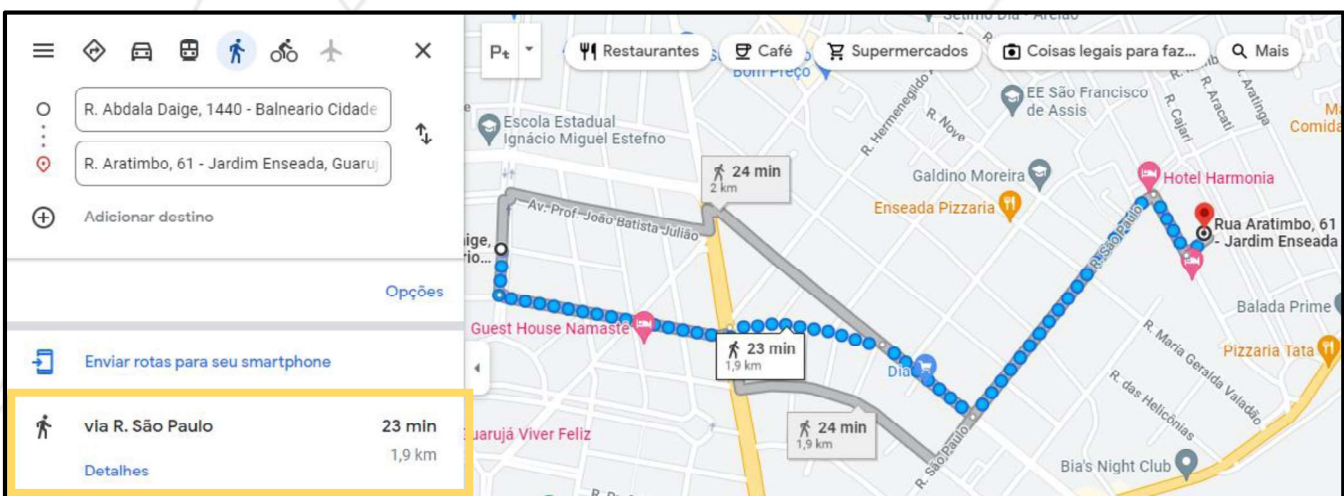 R. Abdala Daige, 1440 - Balneario Cidade
R. Aratimbo, 61 - Jardim Enseada, Guaruj
Adicionar destino
Opções
Enviar rotas para seu smartphone
via R. São Paulo
23 min
1,9 km
Detalhes
Pt
Restaurantes
Café
Supermercados
Coisas legais para faz...
Mais
Bom Preço
Escola Estadual
Ignácio Miguel Estefno
R. Hermenegildo
R. Nove
EE São Francisco
de Assis
R. Cajari
R. Aracati
R. Aratinga
Comida
24 min
2 km
Galdino Moreira
Hotel Harmonia
Enseada Pizzaria
Av. Prof. João Batista Julião
R. São Paulo
Rua Aratimbo, 61
- Jardim Enseada
aige,
rio...
Balada Prime
Guest House Namaste
23 min
1,9 km
Dia
R. Maria Geralda Valadão
Pizzaria Tata
R. das Helicônias
24 min
1,9 km
uarujá Viver Feliz
R. São Paulo
Bia's Night Club